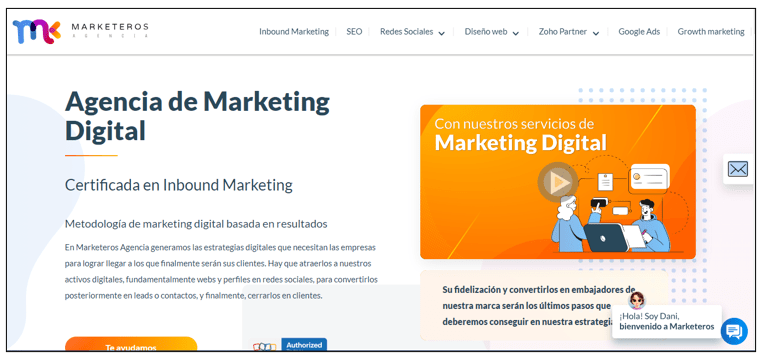 MARKETEROS
AGENCIA
Inbound Marketing
SEO
Redes Sociales
Diseño web
Zoho Partner
Google Ads
Growth marketing
Agencia de Marketing
Digital
Certificada en Inbound Marketing
Metodología de marketing digital basada en resultados
En Marketeros Agencia generamos las estrategias digitales que necesitan las empresas
para lograr llegar a los que finalmente serán sus clientes. Hay que atraerlos a nuestros
activos digitales, fundamentalmente webs y perfiles en redes sociales, para convertirlos
posteriormente en leads o contactos, y finalmente, cerrarlos en clientes.
Te ayudamos
Authorized
Con nuestros servicios de
Marketing Digital
Su fidelización y convertirlos en embajadores de
nuestra marca serán los últimos pasos que
deberemos conseguir en nuestra estrategia
¡Hola! Soy Dani,
bienvenido a Marketeros